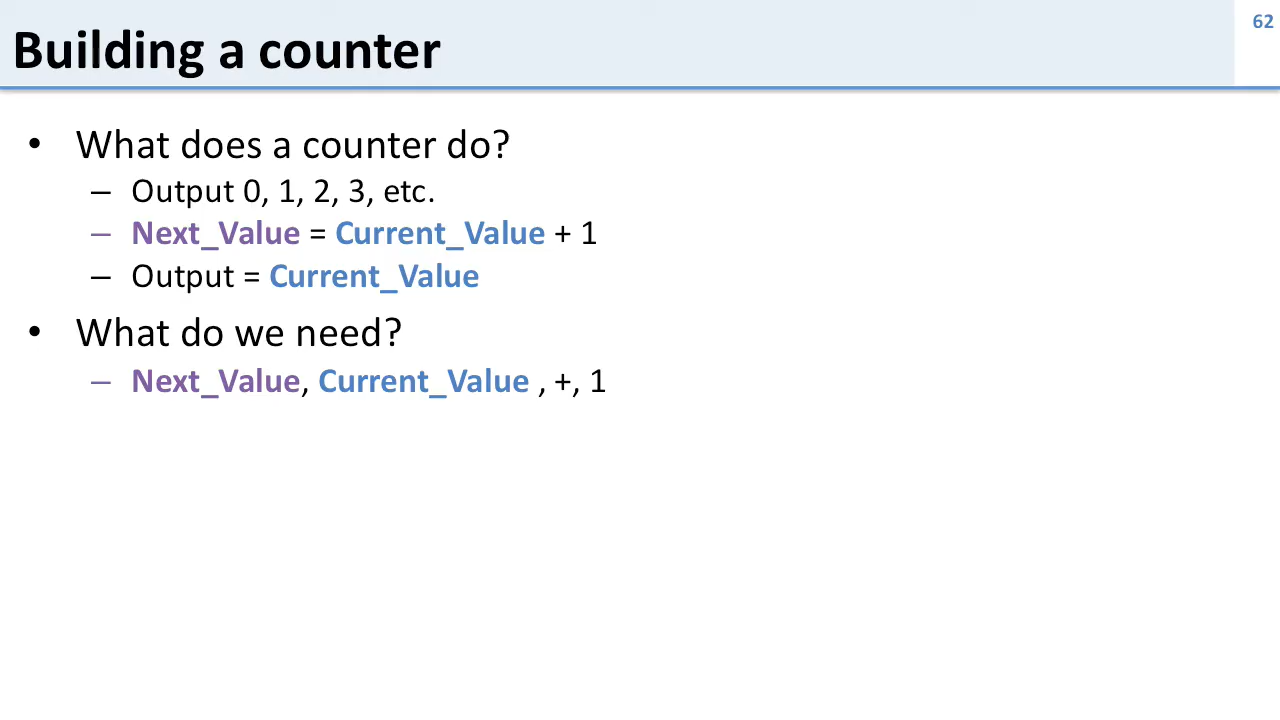 Building a counter
62
• What does a counter do?
– Output 0, 1, 2, 3, etc.
– Next_Value = Current_Value + 1
– Output = Current_Value
• What do we need?
– Next_Value, Current_Value , +, 1